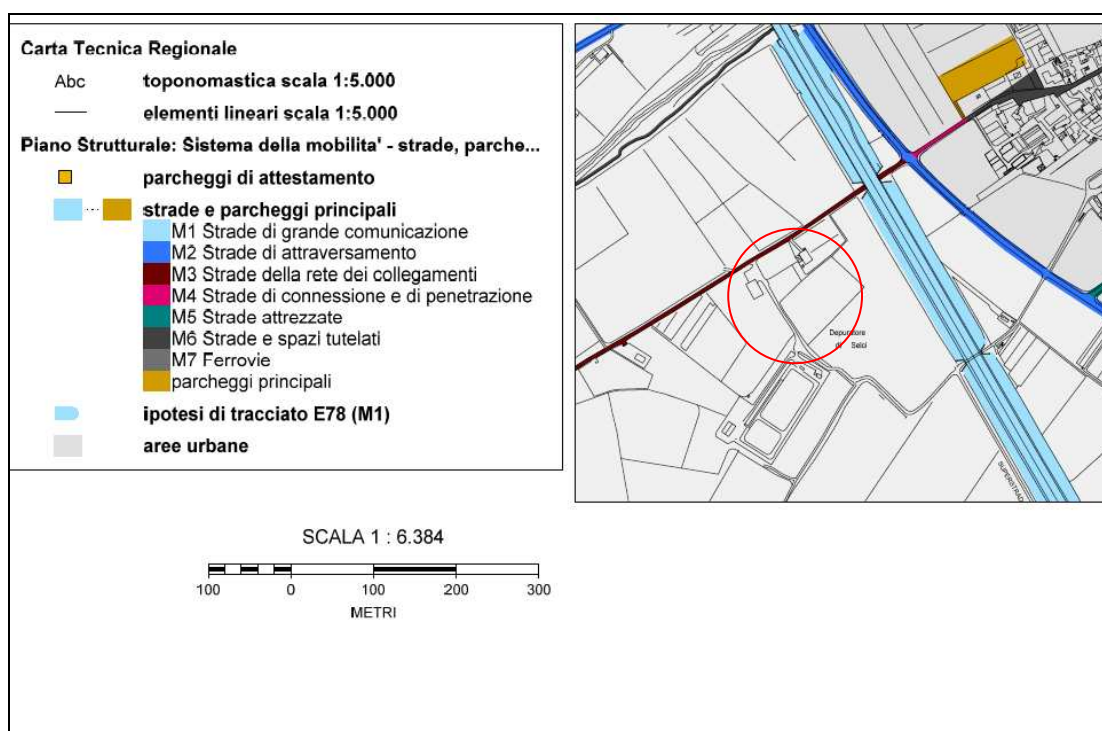 Carta Tecnica Regionale
Abc toponomastica scala 1:5.000
elementi lineari scala 1:5.000
Piano Strutturale: Sistema della mobilita' - strade, parche...
parcheggi di attestamento
... strade e parcheggi principali
M1 Strade di grande comunicazione
M2 Strade di attraversamento
M3 Strade della rete dei collegamenti
M4 Strade di connessione e di penetrazione
M5 Strade attrezzate
M6 Strade e spazi tutelati
M7 Ferrovie
parcheggi principali
ipotesi di tracciato E78 (M1)
aree urbane
Depuratore
di Selci
SUPERSTRAD
SCALA 1 : 6.384
100 0 100 200 300
METRI